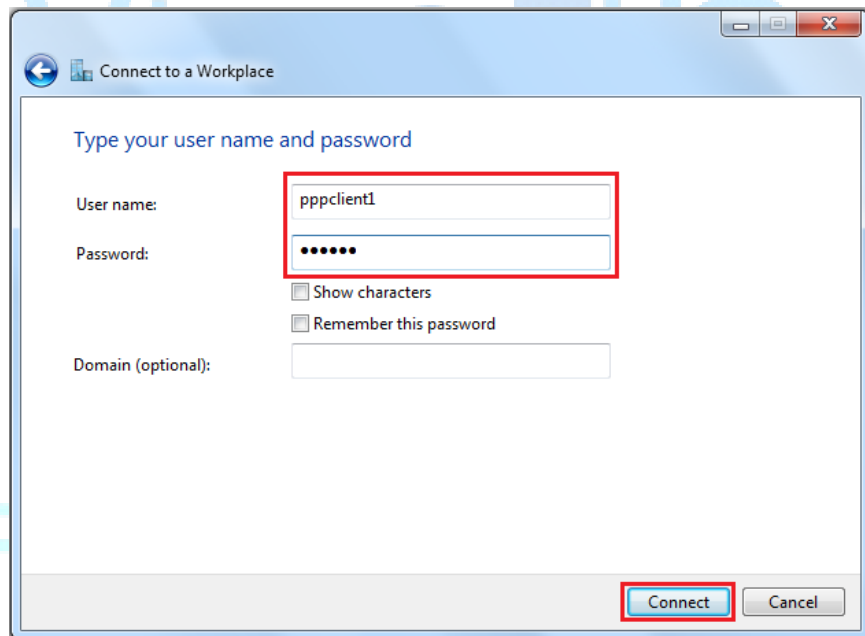 Connect to a Workplace
Type your user name and password
User name: pppclient1
Password: ••••••
Show characters
Remember this password
Domain (optional):
Connect Cancel